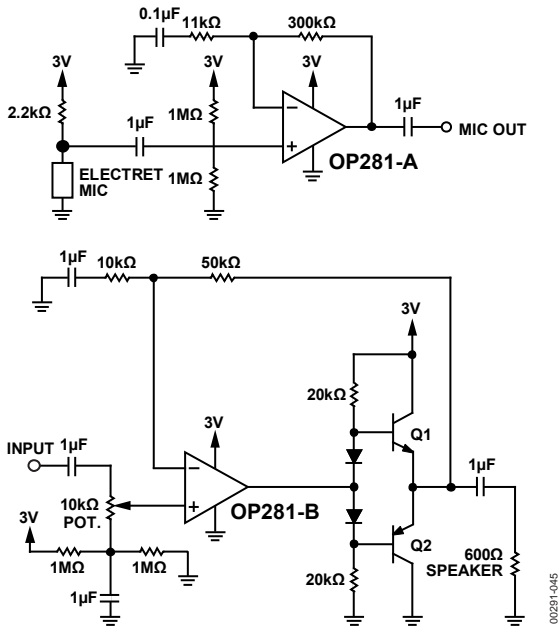 0.1µF 11kΩ 300kΩ
3V 3V 3V
2.2kΩ 1µF 1MΩ 1µF
MIC OUT
ELECTRET
MIC
1MΩ
OP281-A
1µF 10kΩ 50kΩ
3V
20kΩ
3V Q1
INPUT 1µF 1µF
10kΩ
POT.
OP281-B
3V Q2
1MΩ 1MΩ
600Ω
SPEAKER
20kΩ
1µF
00291-045